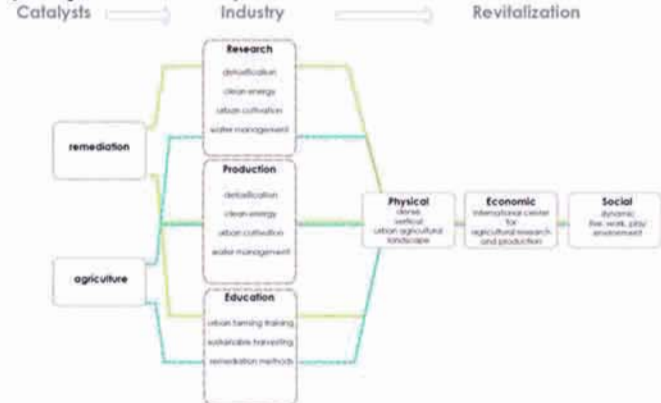 Catalysts
Industry
Revitalization
Research
detoxification
clean energy
urban cultivation
water management
remediation
Production
detoxification
clean energy
urban cultivation
water management
agriculture
Education
urban farming training
sustainable harvesting
remediation methods
Physical
dense
vertical
urban agricultural
landscape
Economic
international center
for
agricultural research
and production
Social
dynamic
live, work, play
environment